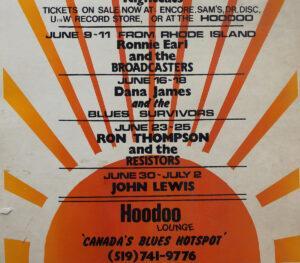 TICKETS ON SALE NOW AT: ENCORE, SAM'S, DR. DISC,
U of W RECORD STORE, OR AT THE HOODOO
JUNE 9-11 FROM RHODE ISLAND
Ronnie Earl
and the
BROADCASTERS
JUNE 16-18
Dana James
and the
BLUES SURVIVORS
JUNE 23-25
RON THOMPSON
and the
RESISTORS
JUNE 30-JULY 2
JOHN LEWIS
Hoodoo
LOUNGE
'CANADA'S BLUES HOTSPOT'
(519) 741-9776